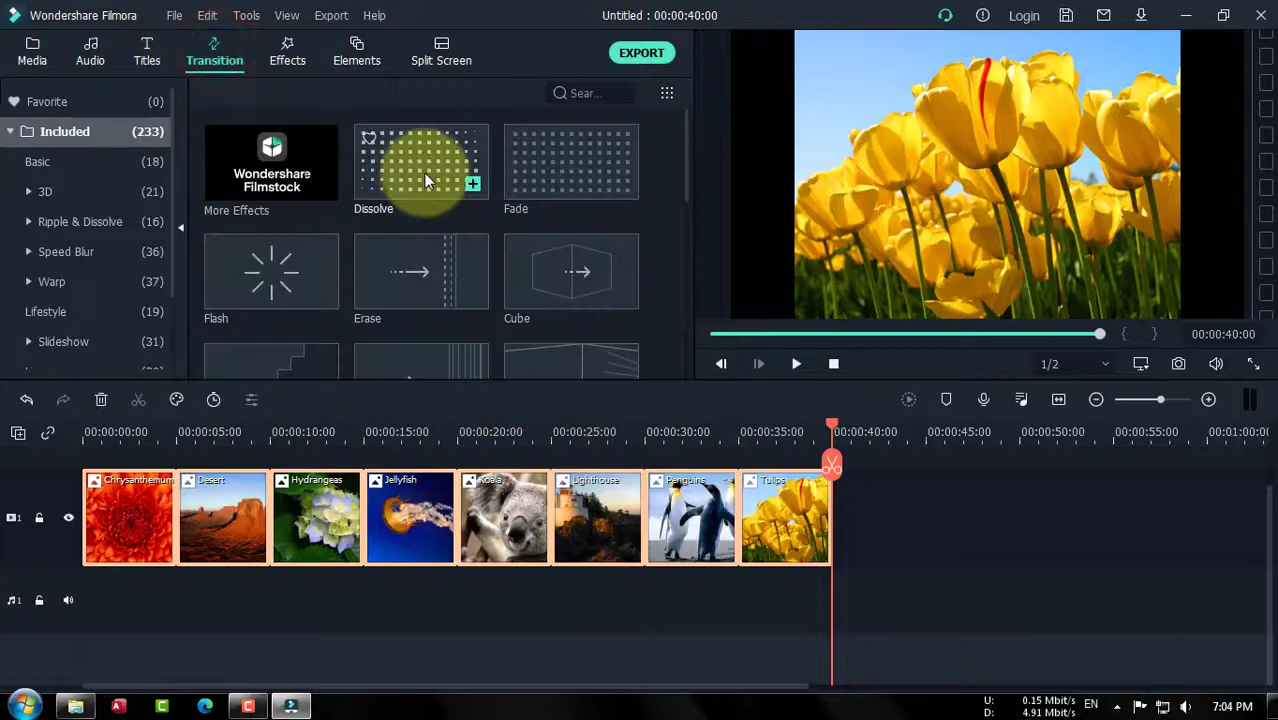 Wondershare Filmora
File Edit Tools View Export Help
Untitled : 00:00:40:00
Login
Media
Audio
Titles
Transition
Effects
Elements
Split Screen
EXPORT
Favorite (0)
Included (233)
Basic (18)
3D (21)
Ripple & Dissolve (16)
Speed Blur (36)
Warp (37)
Lifestyle (19)
Slideshow (31)
Sear...
Wondershare
Filmstock
More Effects
Dissolve
Fade
Flash
Erase
Cube
00:00:40:00
1/2
00:00:00:00 00:00:05:00 00:00:10:00 00:00:15:00 00:00:20:00 00:00:25:00 00:00:30:00 00:00:35:00 00:00:40:00 00:00:45:00 00:00:50:00 00:00:55:00 00:01:00:00
Chrysanthemum Desert Hydrangeas Jellyfish Koala Lighthouse Penguins Tulips
1
1
U: 0.15 Mbit/s
D: 4.91 Mbit/s
EN
7:04 PM